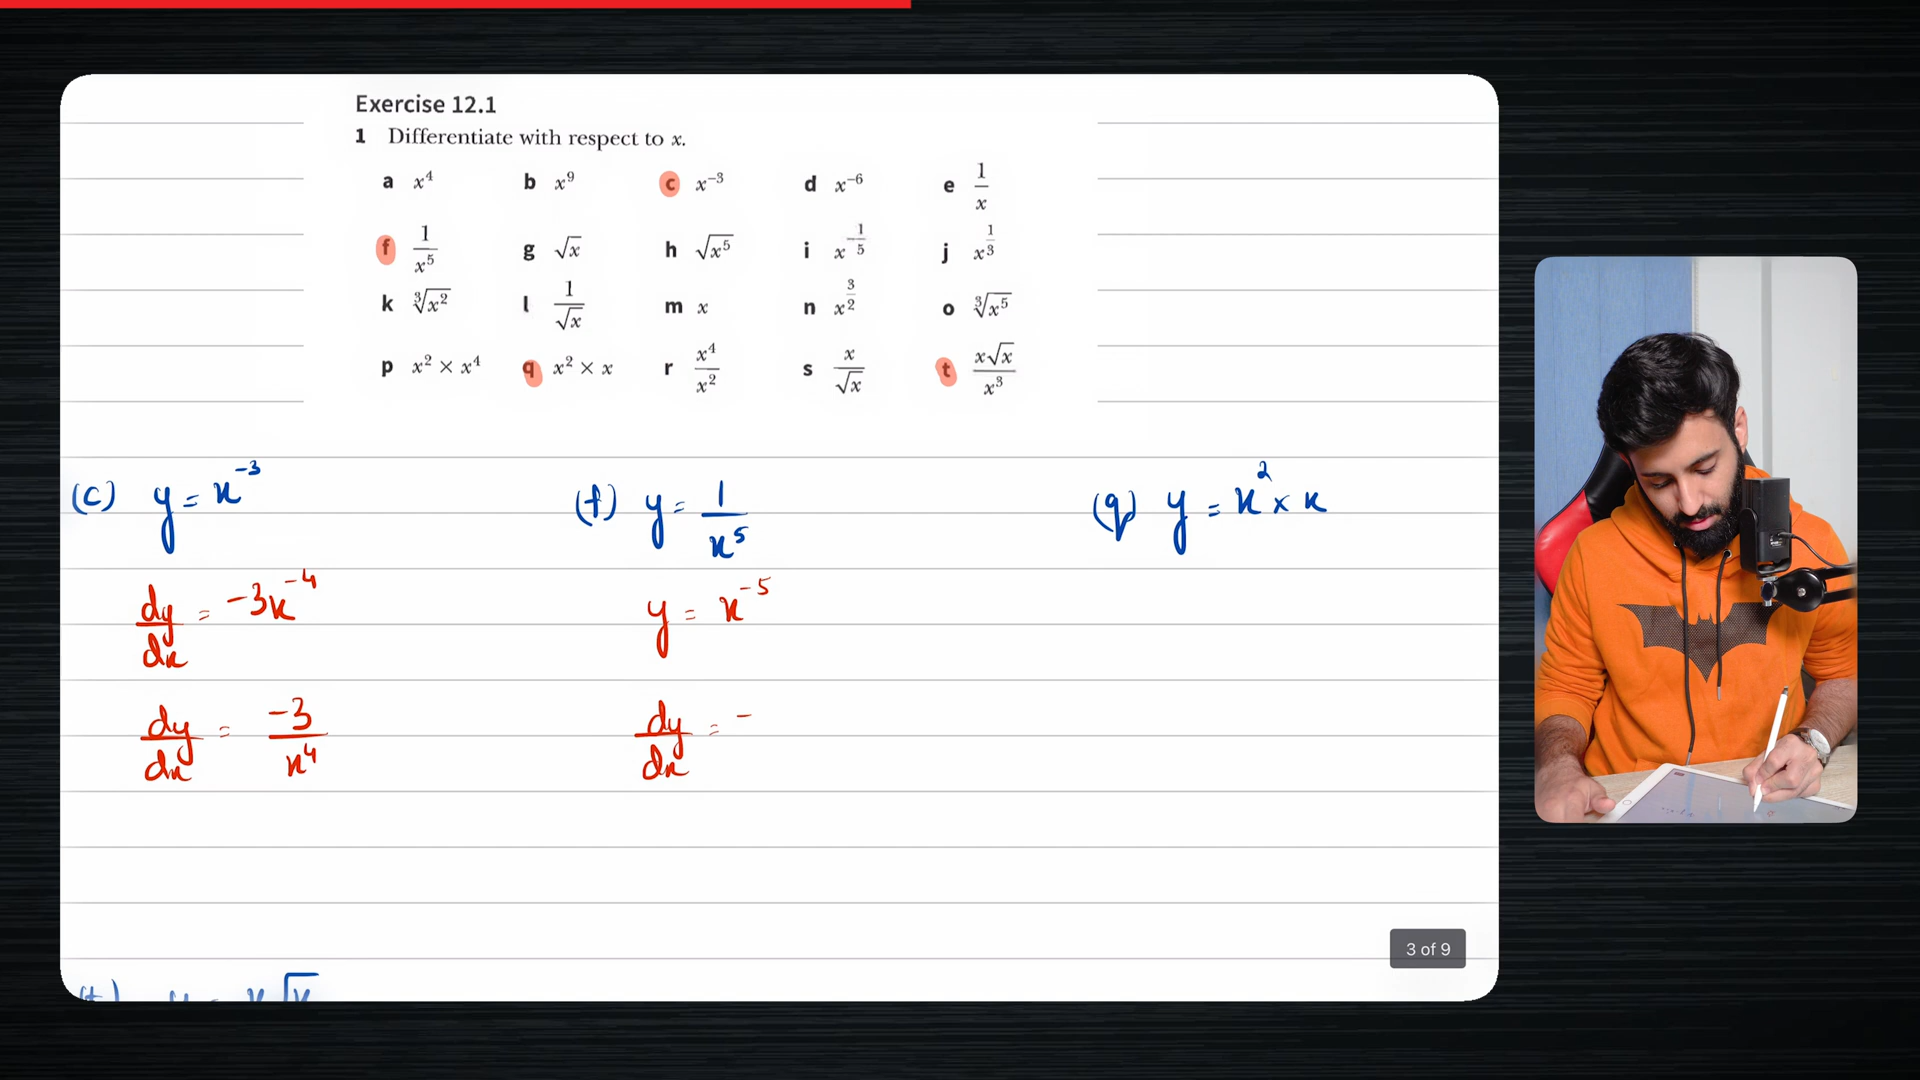 Exercise 12.1
1 Differentiate with respect to x.
a x⁴ b x⁹ c x⁻³ d x⁻⁶ e 1/x
f 1/x⁵ g √x h √x⁵ i x^(-1/5) j x^(1/3)
k ∛x² l 1/√x m x n x^(3/2) o ∛x⁵
p x² × x⁴ q x² × x r x⁴/x² s x/√x t x√x/x³
(c) y = x⁻³ (f) y = 1/x⁵ (q) y = x² × x
dy/dx = -3x⁻⁴ y = x⁻⁵
dy/dx = -3/x⁴ dy/dx = -
3 of 9